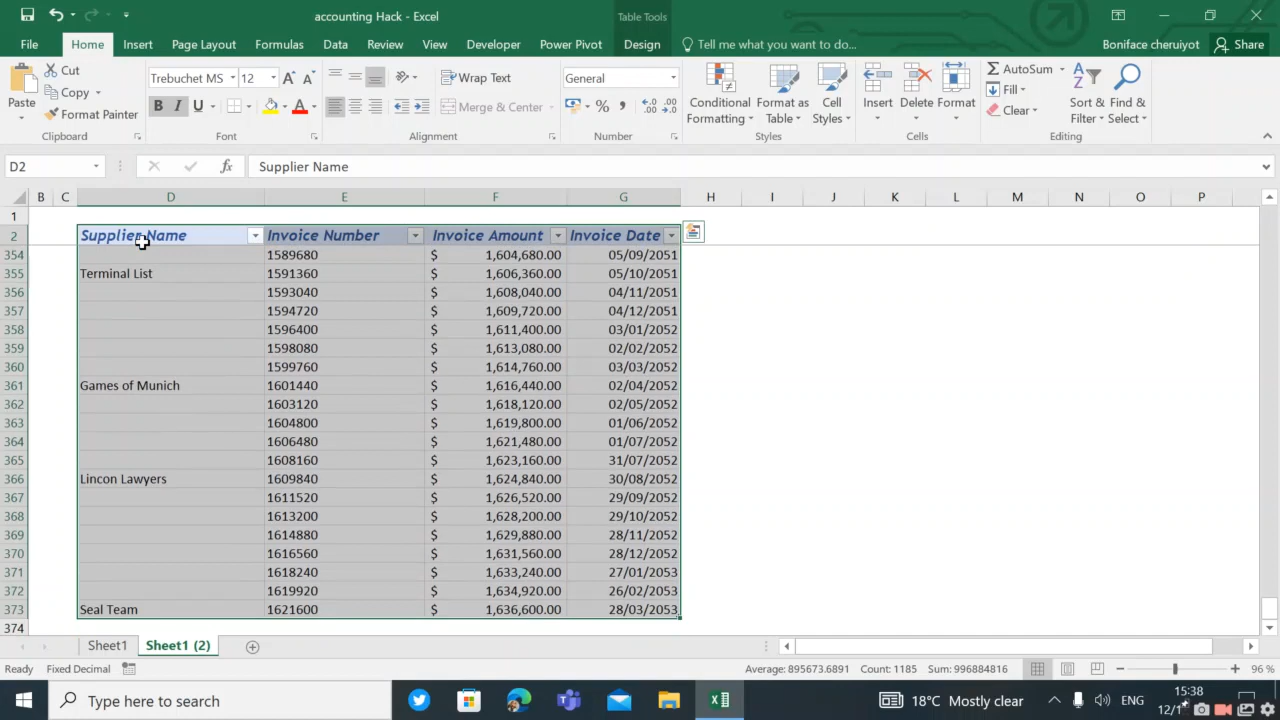 accounting Hack - Excel
Table Tools
File Home Insert Page Layout Formulas Data Review View Developer Power Pivot Design Tell me what you want to do... Boniface cheruiyot Share
Paste Cut Copy Format Painter Clipboard
Trebuchet MS 12 Font
Wrap Text Merge & Center Alignment
General Number
Conditional Formatting Format as Table Cell Styles Styles
Insert Delete Format Cells
AutoSum Fill Clear Sort & Filter Find & Select Editing
D2 Supplier Name
B C D E F G H I J K L M N O P
1
2 Supplier Name Invoice Number Invoice Amount Invoice Date
354 1589680 $ 1,604,680.00 05/09/2051
355 Terminal List 1591360 $ 1,606,360.00 05/10/2051
356 1593040 $ 1,608,040.00 04/11/2051
357 1594720 $ 1,609,720.00 04/12/2051
358 1596400 $ 1,611,400.00 03/01/2052
359 1598080 $ 1,613,080.00 02/02/2052
360 1599760 $ 1,614,760.00 03/03/2052
361 Games of Munich 1601440 $ 1,616,440.00 02/04/2052
362 1603120 $ 1,618,120.00 02/05/2052
363 1604800 $ 1,619,800.00 01/06/2052
364 1606480 $ 1,621,480.00 01/07/2052
365 1608160 $ 1,623,160.00 31/07/2052
366 Lincon Lawyers 1609840 $ 1,624,840.00 30/08/2052
367 1611520 $ 1,626,520.00 29/09/2052
368 1613200 $ 1,628,200.00 29/10/2052
369 1614880 $ 1,629,880.00 28/11/2052
370 1616560 $ 1,631,560.00 28/12/2052
371 1618240 $ 1,633,240.00 27/01/2053
372 1619920 $ 1,634,920.00 26/02/2053
373 Seal Team 1621600 $ 1,636,600.00 28/03/2053
374
Sheet1 Sheet1 (2)
Ready Fixed Decimal Average: 895673.6891 Count: 1185 Sum: 996884816 96 %
Type here to search 18°C Mostly clear ENG 15:38
12/1